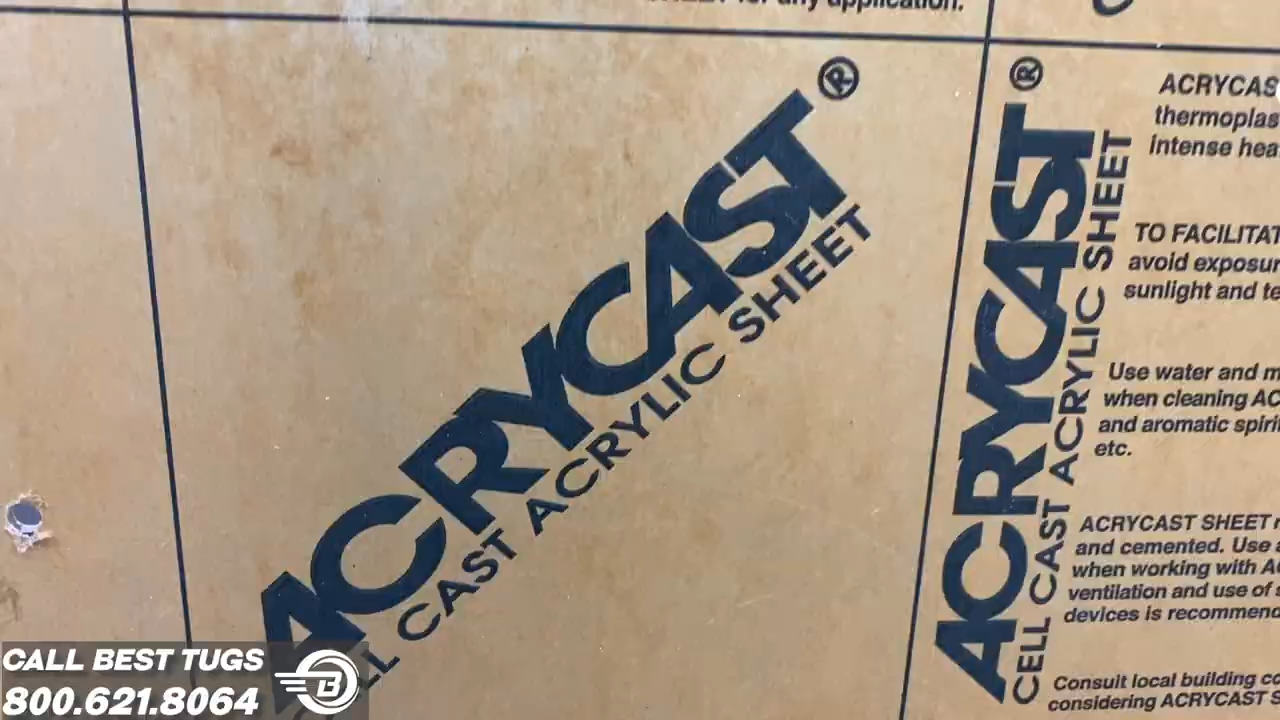 for any application.
ACRYCAST®
CELL CAST ACRYLIC SHEET
ACRYCAST®
CELL CAST ACRYLIC SHEET
ACRYCAS
thermoplas
intense hea
TO FACILITAT
avoid exposur
sunlight and te
Use water and m
when cleaning AC
and aromatic spiri
etc.
ACRYCAST SHEET
and cemented. Use
when working with A
ventilation and use of
devices is recommend
Consult local building co
considering ACRYCAST S
CALL BEST TUGS
800.621.8064
B